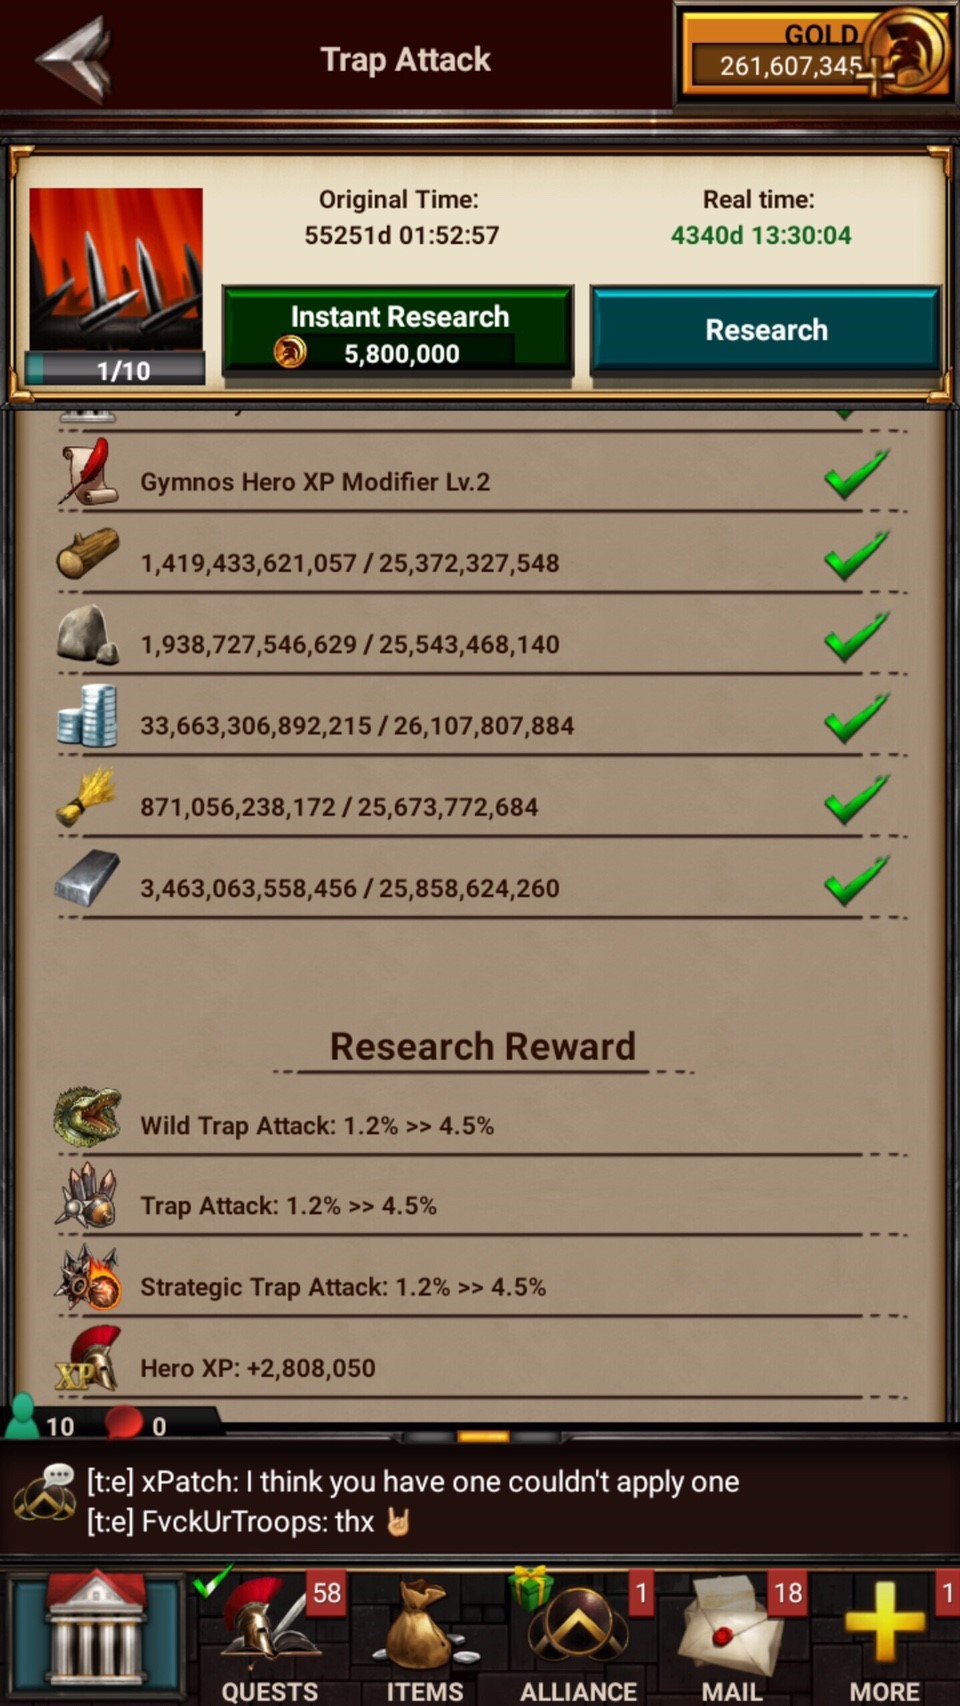 Trap Attack
GOLD
261,607,345
Original Time:
55251d 01:52:57
Real time:
4340d 13:30:04
Instant Research
5,800,000
Research
1/10
Gymnos Hero XP Modifier Lv.2
1,419,433,621,057 / 25,372,327,548
1,938,727,546,629 / 25,543,468,140
33,663,306,892,215 / 26,107,807,884
871,056,238,172 / 25,673,772,684
3,463,063,558,456 / 25,858,624,260
Research Reward
Wild Trap Attack: 1.2% >> 4.5%
Trap Attack: 1.2% >> 4.5%
Strategic Trap Attack: 1.2% >> 4.5%
XP
Hero XP: +2,808,050
10
0
[t:e] xPatch: I think you have one couldn't apply one
[t:e] FvckUrTroops: thx 🤘
58
1
18
1
QUESTS
ITEMS
ALLIANCE
MAIL
MORE